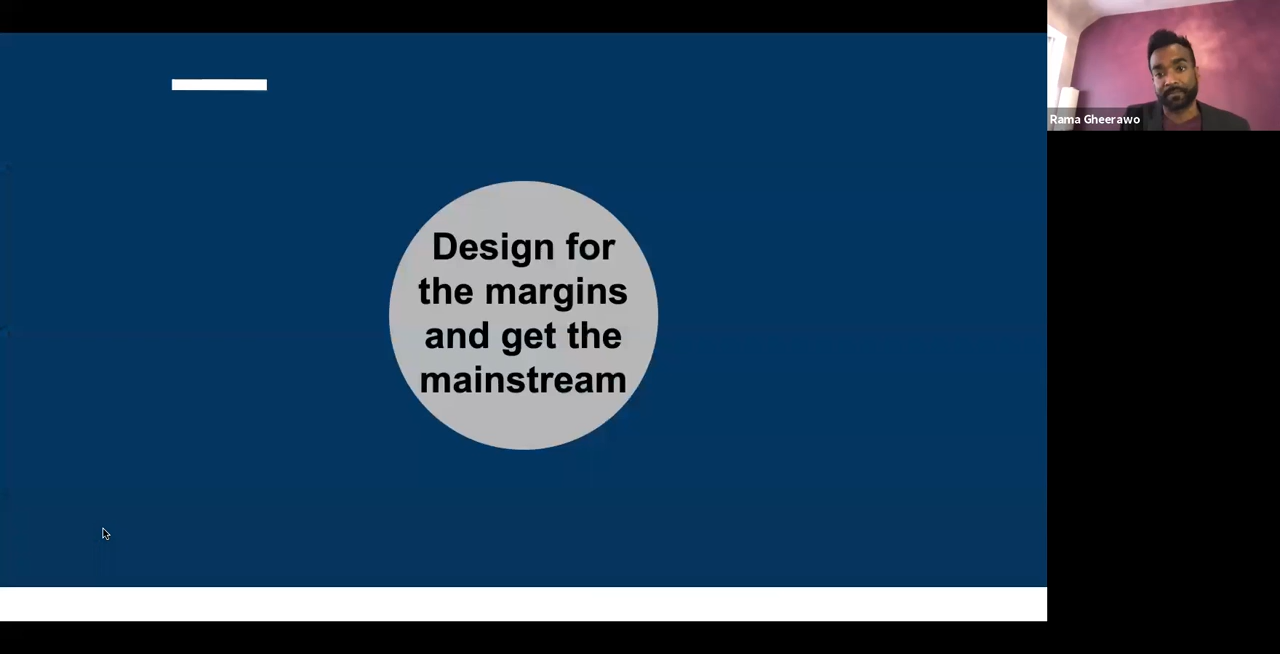 Design for
the margins
and get the
mainstream
Rama Gheerawo